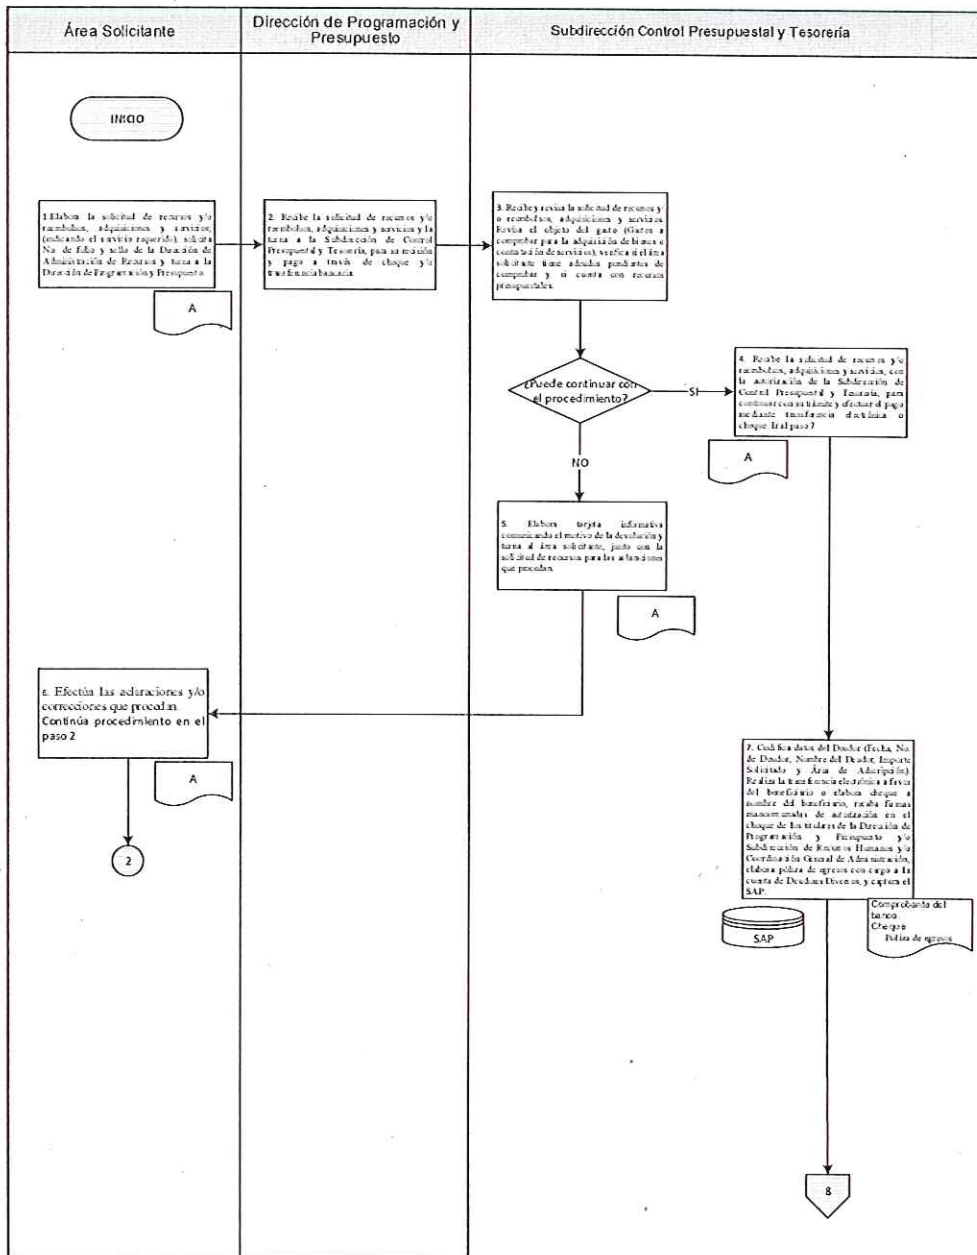 Área Solicitante
Dirección de Programación y
Presupuesto
Subdirección Control Presupuestal y Tesorería
INICIO
1 Elabora la solicitud de recursos y/o
reembolsos, adquisiciones y servicios,
(indicando el servicio requerido), solicita
No. de folio y sello de la Dirección de
Administración de Recursos y turna a la
Dirección de Programación y Presupuesto
A
2. Recibe la solicitud de recursos y/o
reembolsos, adquisiciones y servicios y la
turna a la Subdirección de Control
Presupuestal y Tesorería, para su revisión
y pago a través de cheque y/o
transferencia bancaria.
3. Recibe y revisa la solicitud de recursos y/
o reembolsos, adquisiciones y servicios.
Revisa el objeto del gasto (Gastos a
comprobar para la adquisición de bienes o
contratación de servicios), verifica si el área
solicitante tiene adeudos pendientes de
comprobar y si cuenta con recursos
presupuestales.
¿Puede continuar con
el procedimiento?
SI
4. Recibe la solicitud de recursos y/o
reembolsos, adquisiciones y servicios, con
la autorización de la Subdirección de
Control Presupuestal y Tesorería, para
continuar con su trámite y efectuar el pago
mediante transferencia electrónica o
cheque. Ir al paso 7
A
NO
5. Elabora tarjeta informativa
comunicando el motivo de la devolución y
turna al área solicitante, junto con la
solicitud de recursos para las aclaraciones
que procedan.
A
6. Efectúa las aclaraciones y/o
correcciones que procedan
Continúa procedimiento en el
paso 2
A
2
7. Codifica datos del Deudor (Fecha, No.
de Deudor, Nombre del Deudor, Importe
Solicitado y Área de Adscripción).
Realiza la transferencia electrónica a favor
del beneficiario o elabora cheque a
nombre del beneficiario, recaba firmas
mancomunadas de autorización en el
cheque de los titulares de la Dirección de
Programación y Presupuesto y/o
Subdirección de Recursos Humanos y/o
Coordinación General de Administración,
elabora póliza de egresos con cargo a la
cuenta de Deudores Diversos, y captura el
SAP.
SAP
Comprobante del
banco
Cheque
Póliza de egresos
8